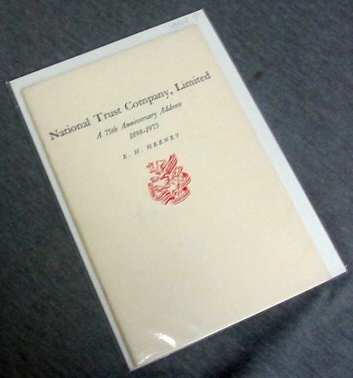 National Trust Company, Limited
A 75th Anniversary Address
1898-1973
E. H. HEENEY